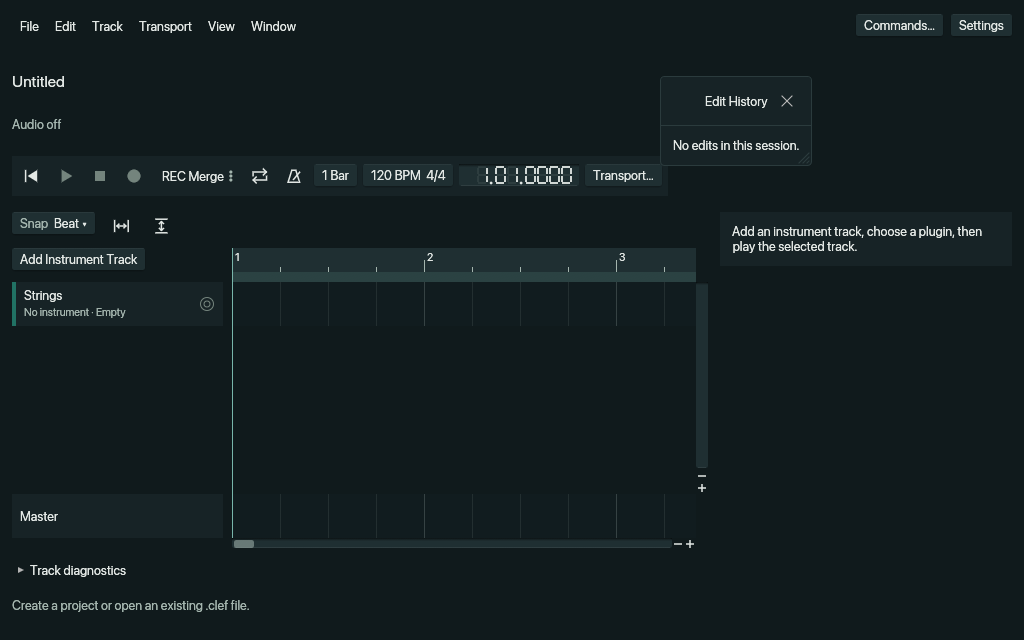 File Edit Track Transport View Window Commands... Settings
Untitled
Edit History
Audio off
No edits in this session.
REC Merge 1 Bar 120 BPM 4/4 1.01.0000 Transport...
Snap Beat
Add an instrument track, choose a plugin, then
play the selected track.
Add Instrument Track
1 2 3
Strings
No instrument · Empty
Master
Track diagnostics
Create a project or open an existing .clef file.